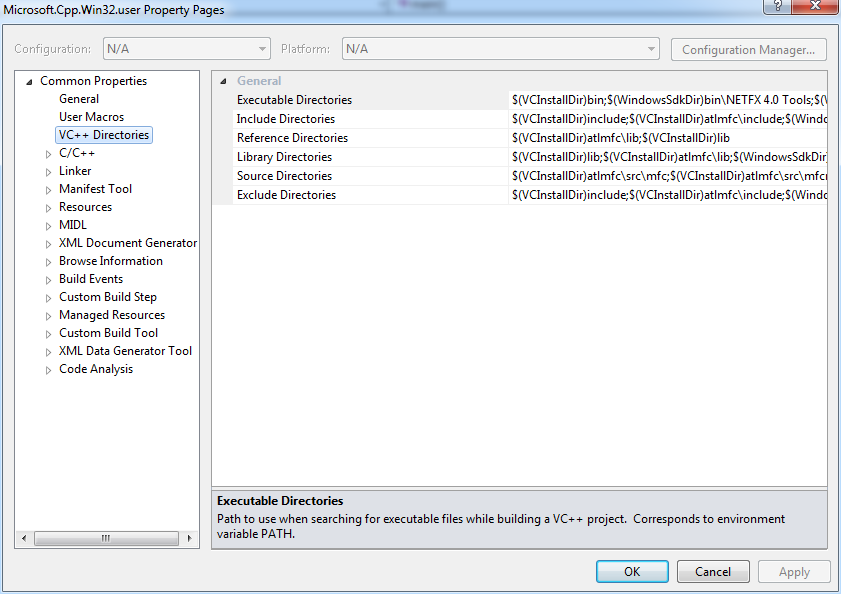 Microsoft.Cpp.Win32.user Property Pages
Configuration: N/A Platform: N/A Configuration Manager...
Common Properties
General
User Macros
VC++ Directories
C/C++
Linker
Manifest Tool
Resources
MIDL
XML Document Generator
Browse Information
Build Events
Custom Build Step
Managed Resources
Custom Build Tool
XML Data Generator Tool
Code Analysis
General
Executable Directories $(VCInstallDir)bin;$(WindowsSdkDir)bin\NETFX 4.0 Tools;$(
Include Directories $(VCInstallDir)include;$(VCInstallDir)atlmfc\include;$(Windo
Reference Directories $(VCInstallDir)atlmfc\lib;$(VCInstallDir)lib
Library Directories $(VCInstallDir)lib;$(VCInstallDir)atlmfc\lib;$(WindowsSdkDir
Source Directories $(VCInstallDir)atlmfc\src\mfc;$(VCInstallDir)atlmfc\src\mfc
Exclude Directories $(VCInstallDir)include;$(VCInstallDir)atlmfc\include;$(Windo
Executable Directories
Path to use when searching for executable files while building a VC++ project. Corresponds to environment
variable PATH.
OK Cancel Apply